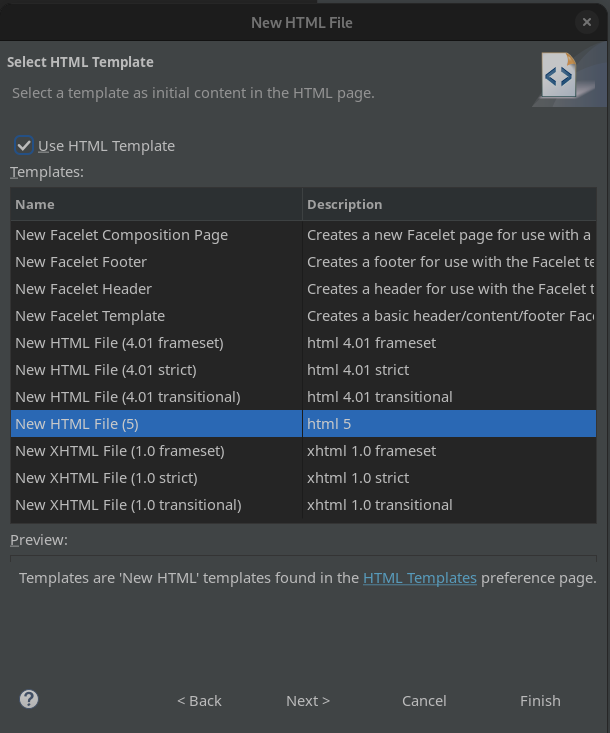 New HTML File
Select HTML Template
Select a template as initial content in the HTML page.
Use HTML Template
Templates:
Name Description
New Facelet Composition Page Creates a new Facelet page for use with a
New Facelet Footer Creates a footer for use with the Facelet te
New Facelet Header Creates a header for use with the Facelet t
New Facelet Template Creates a basic header/content/footer Face
New HTML File (4.01 frameset) html 4.01 frameset
New HTML File (4.01 strict) html 4.01 strict
New HTML File (4.01 transitional) html 4.01 transitional
New HTML File (5) html 5
New XHTML File (1.0 frameset) xhtml 1.0 frameset
New XHTML File (1.0 strict) xhtml 1.0 strict
New XHTML File (1.0 transitional) xhtml 1.0 transitional
Preview:
Templates are 'New HTML' templates found in the HTML Templates preference page.
? < Back Next > Cancel Finish